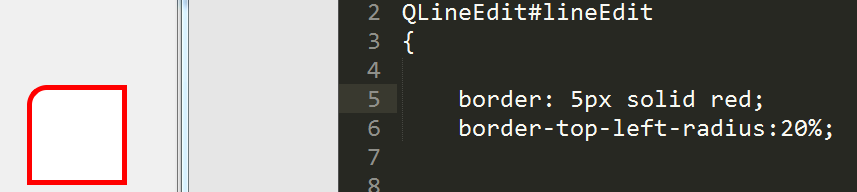 2 QLineEdit#lineEdit
3 {
4
5 border: 5px solid red;
6 border-top-left-radius:20%;
7
8